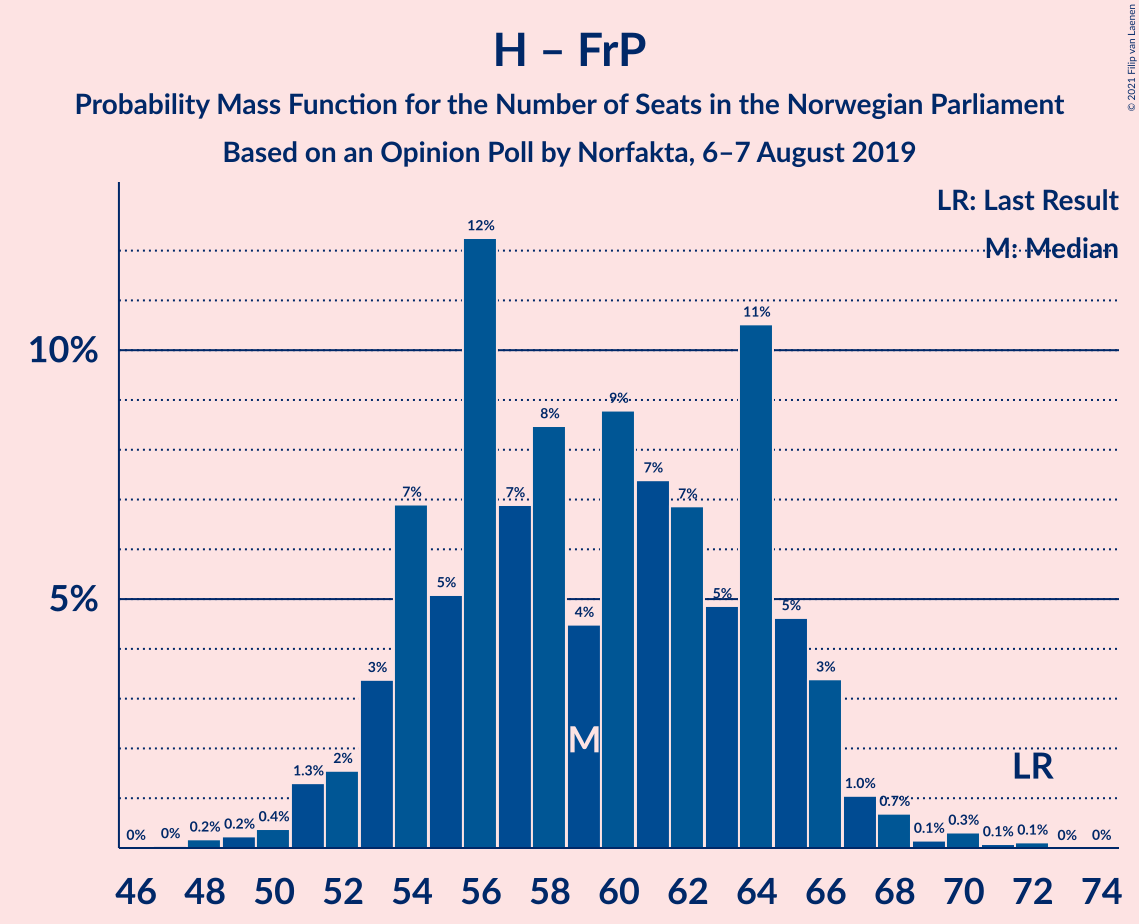 H – FrP
Probability Mass Function for the Number of Seats in the Norwegian Parliament
Based on an Opinion Poll by Norfakta, 6–7 August 2019
© 2021 Filip van Laenen
LR: Last Result
M: Median
10%
5%
0% 0% 0.2% 0.2% 0.4% 1.3% 2% 3% 7% 5% 12% 7% 8% 4% 9% 7% 7% 5% 11% 5% 3% 1.0% 0.7% 0.1% 0.3% 0.1% 0.1% 0% 0%
M
LR
46 48 50 52 54 56 58 60 62 64 66 68 70 72 74